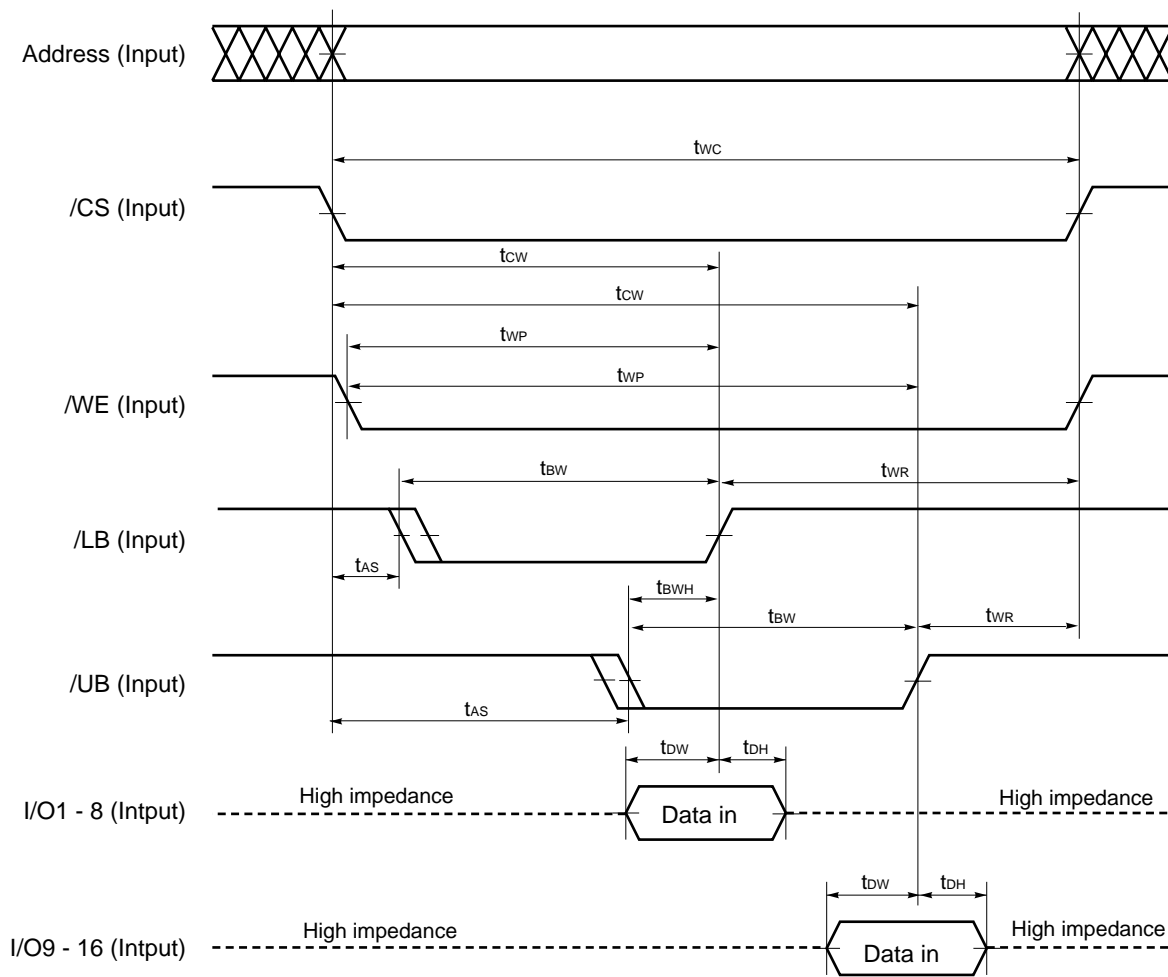 Address (Input)
tWC
/CS (Input)
tCW
tCW
tWP
tWP
/WE (Input)
tBW
tWR
/LB (Input)
tAS
tBWH
tBW
tWR
/UB (Input)
tAS
tDW
tDH
High impedance
High impedance
I/O1 - 8 (Intput)
Data in
tDW
tDH
High impedance
High impedance
I/O9 - 16 (Intput)
Data in